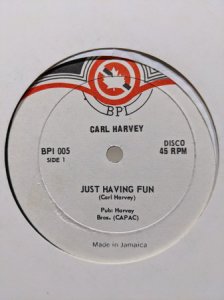 BPI
CARL HARVEY
BPI 005
SIDE 1
DISCO
45 RPM
JUST HAVING FUN
(Carl Harvey)
Pub: Harvey
Bros. (CAPAC)
Made in Jamaica